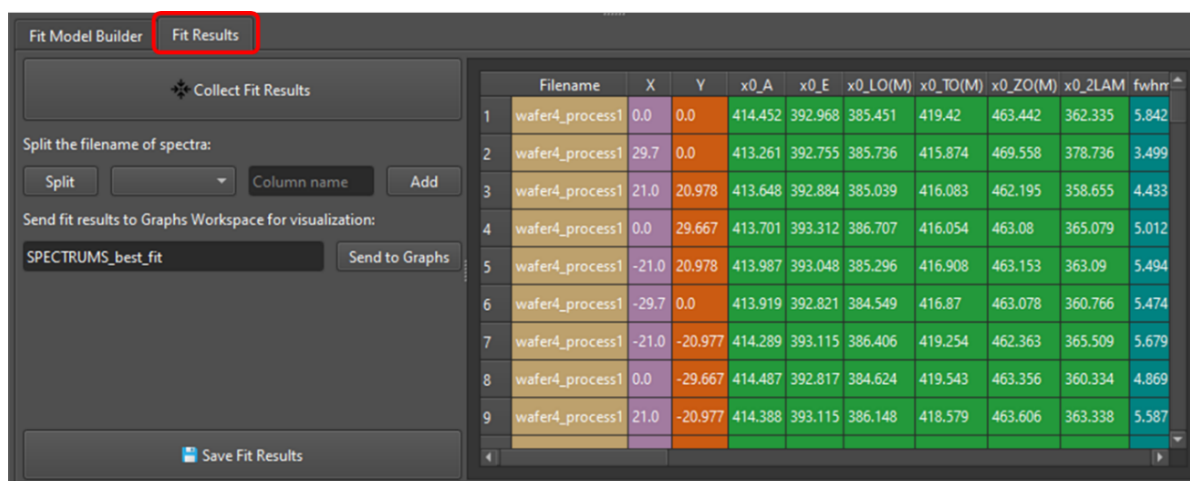 Fit Model Builder Fit Results
Collect Fit Results
Split the filename of spectra:
Split Column name Add
Send fit results to Graphs Workspace for visualization:
SPECTRUMS_best_fit Send to Graphs
Save Fit Results
Filename X Y x0_A x0_E x0_LO(M) x0_TO(M) x0_ZO(M) x0_2LAM
1 wafer4_process1 0.0 0.0 414.452 392.968 385.451 419.42 463.442 362.335 5.842
2 wafer4_process1 29.7 0.0 413.261 392.755 385.736 415.874 469.558 378.736 3.499
3 wafer4_process1 21.0 20.978 413.648 392.884 385.039 416.083 462.195 358.655 4.433
4 wafer4_process1 0.0 29.667 413.701 393.312 386.707 416.054 463.08 365.079 5.012
5 wafer4_process1 -21.0 20.978 413.987 393.048 385.296 416.908 463.153 363.09 5.494
6 wafer4_process1 -29.7 0.0 413.919 392.821 384.549 416.87 463.078 360.766 5.474
7 wafer4_process1 -21.0 -20.977 414.289 393.115 386.406 419.254 462.363 365.509 5.679
8 wafer4_process1 0.0 -29.667 414.487 392.817 384.624 419.543 463.356 360.334 4.869
9 wafer4_process1 21.0 -20.977 414.388 393.115 386.148 418.579 463.606 363.338 5.587